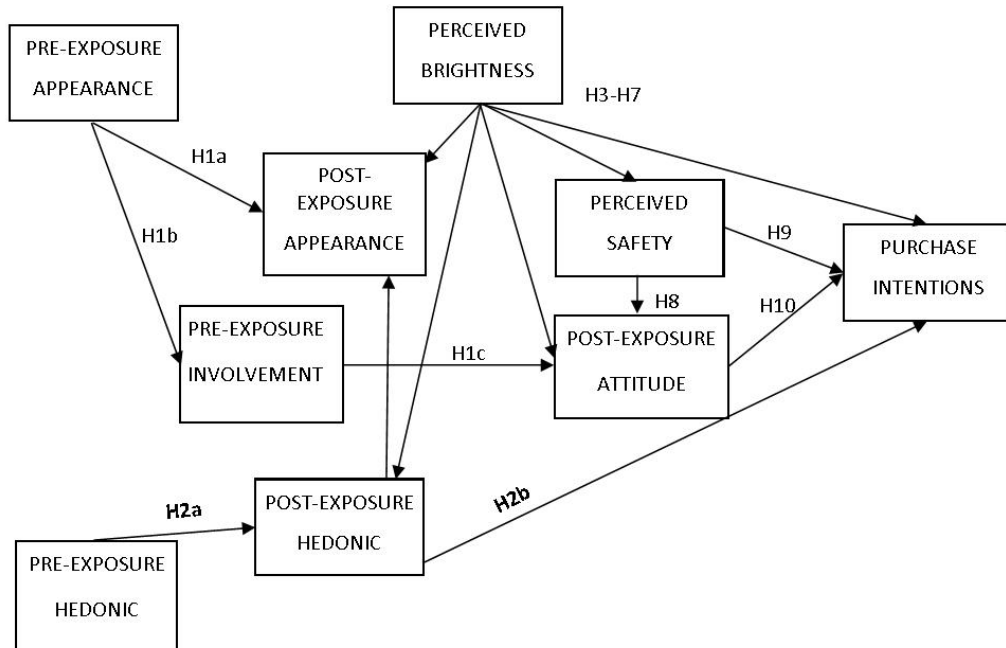 PRE-EXPOSURE
APPEARANCE
PERCEIVED
BRIGHTNESS
H3-H7
H1a
POST-
EXPOSURE
APPEARANCE
PERCEIVED
SAFETY
H9
PURCHASE
INTENTIONS
H1b
H8
H10
PRE-EXPOSURE
INVOLVEMENT
H1c
POST-EXPOSURE
ATTITUDE
H2a
POST-EXPOSURE
HEDONIC
H2b
PRE-EXPOSURE
HEDONIC